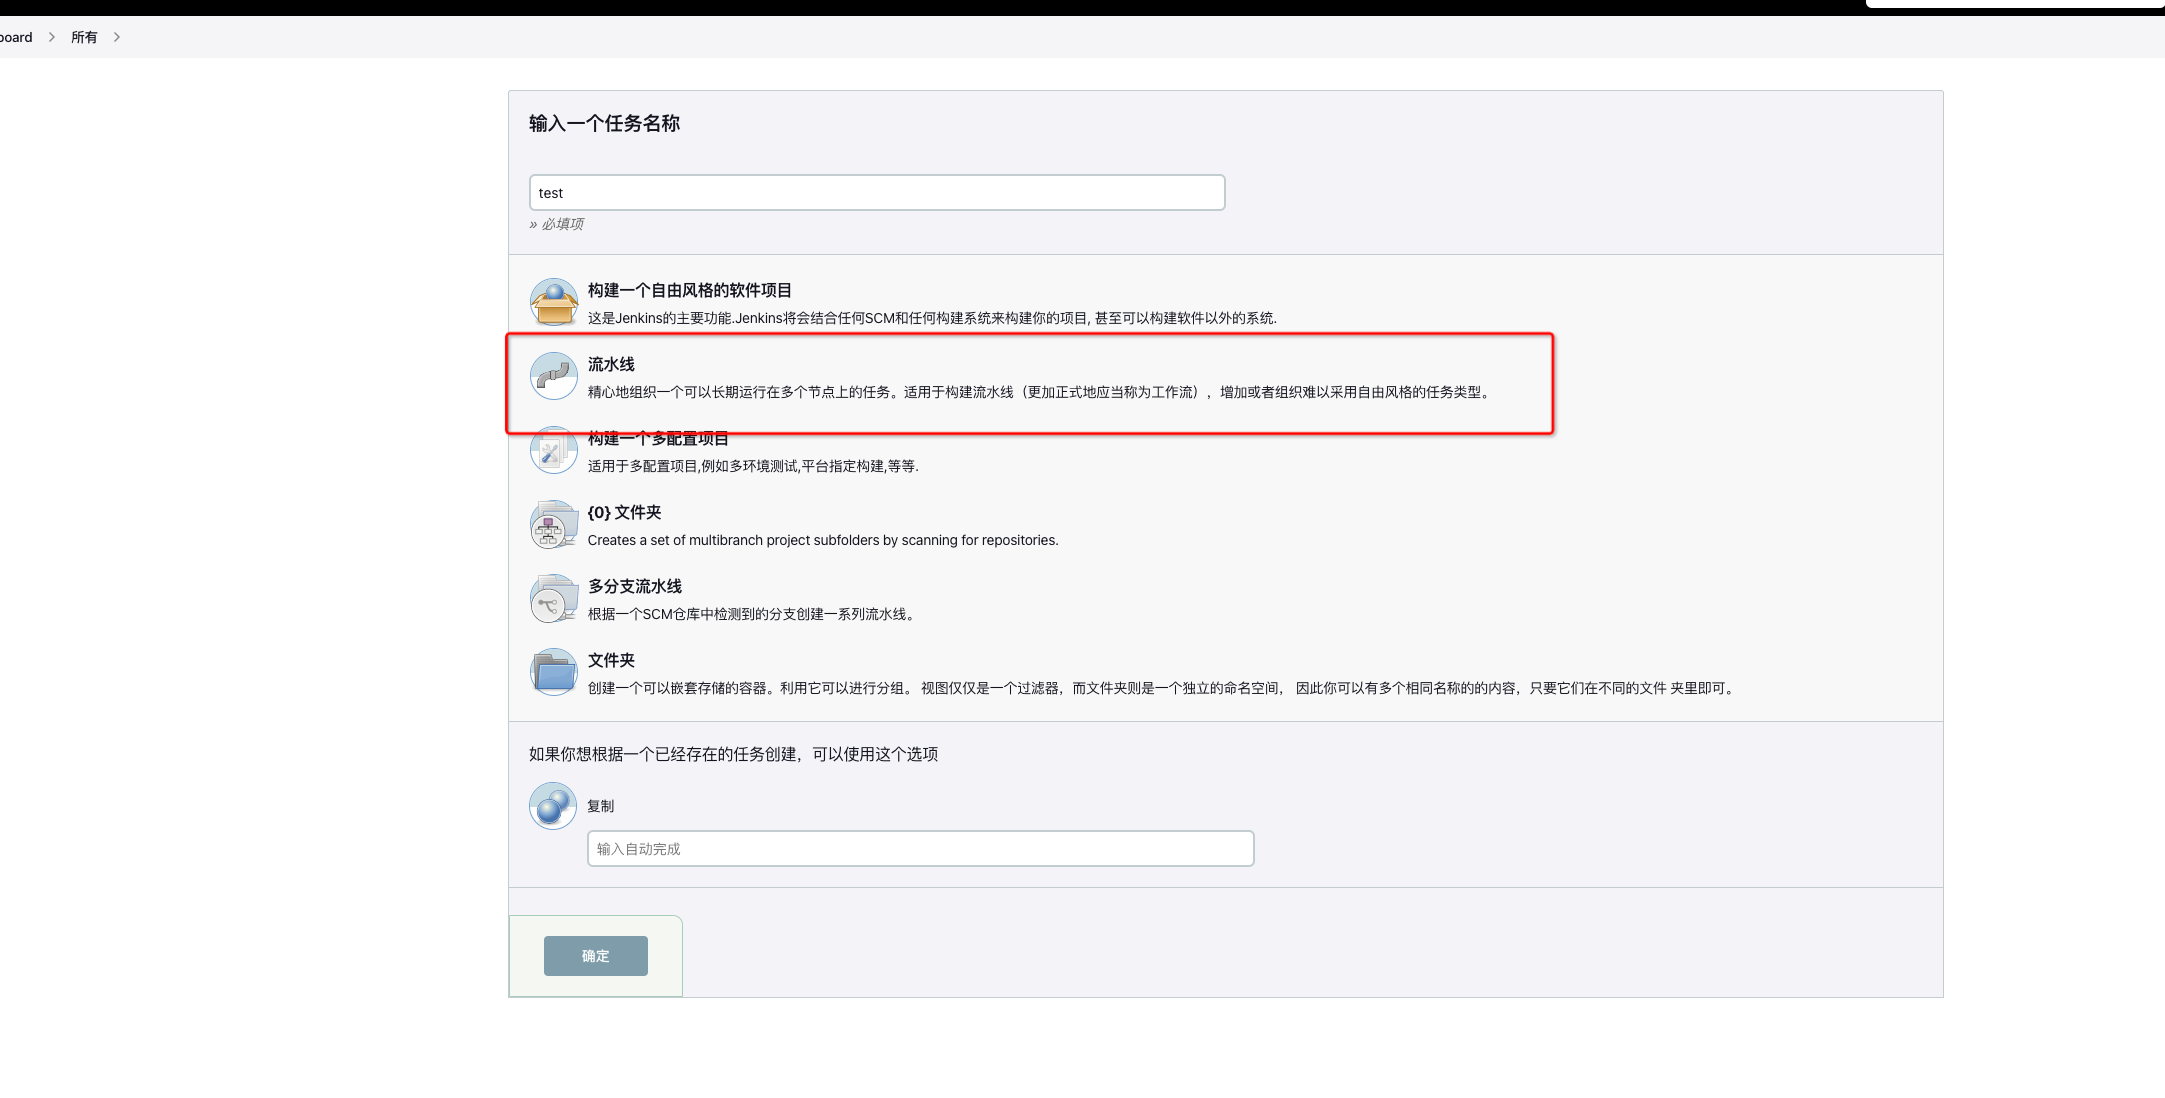 board
所有
输入一个任务名称
test
» 必填项
构建一个自由风格的软件项目
这是Jenkins的主要功能.Jenkins将会结合任何SCM和任何构建系统来构建你的项目, 甚至可以构建软件以外的系统.
流水线
精心地组织一个可以长期运行在多个节点上的任务。适用于构建流水线（更加正式地应当称为工作流），增加或者组织难以采用自由风格的任务类型。
构建一个多配置项目
适用于多配置项目,例如多环境测试,平台指定构建,等等.
{0} 文件夹
Creates a set of multibranch project subfolders by scanning for repositories.
多分支流水线
根据一个SCM仓库中检测到的分支创建一系列流水线。
文件夹
创建一个可以嵌套存储的容器。利用它可以进行分组。 视图仅仅是一个过滤器，而文件夹则是一个独立的命名空间， 因此你可以有多个相同名称的的内容，只要它们在不同的文件 夹里即可。
如果你想根据一个已经存在的任务创建，可以使用这个选项
复制
输入自动完成
确定